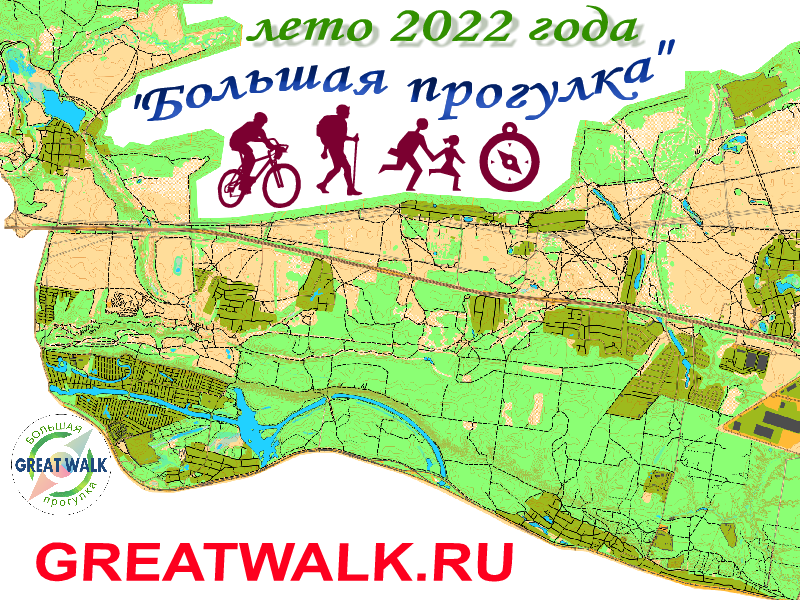 лето 2022 года
"Большая прогулка"
БОЛЬШАЯ
GREAT WALK
прогулка
GREATWALK.RU